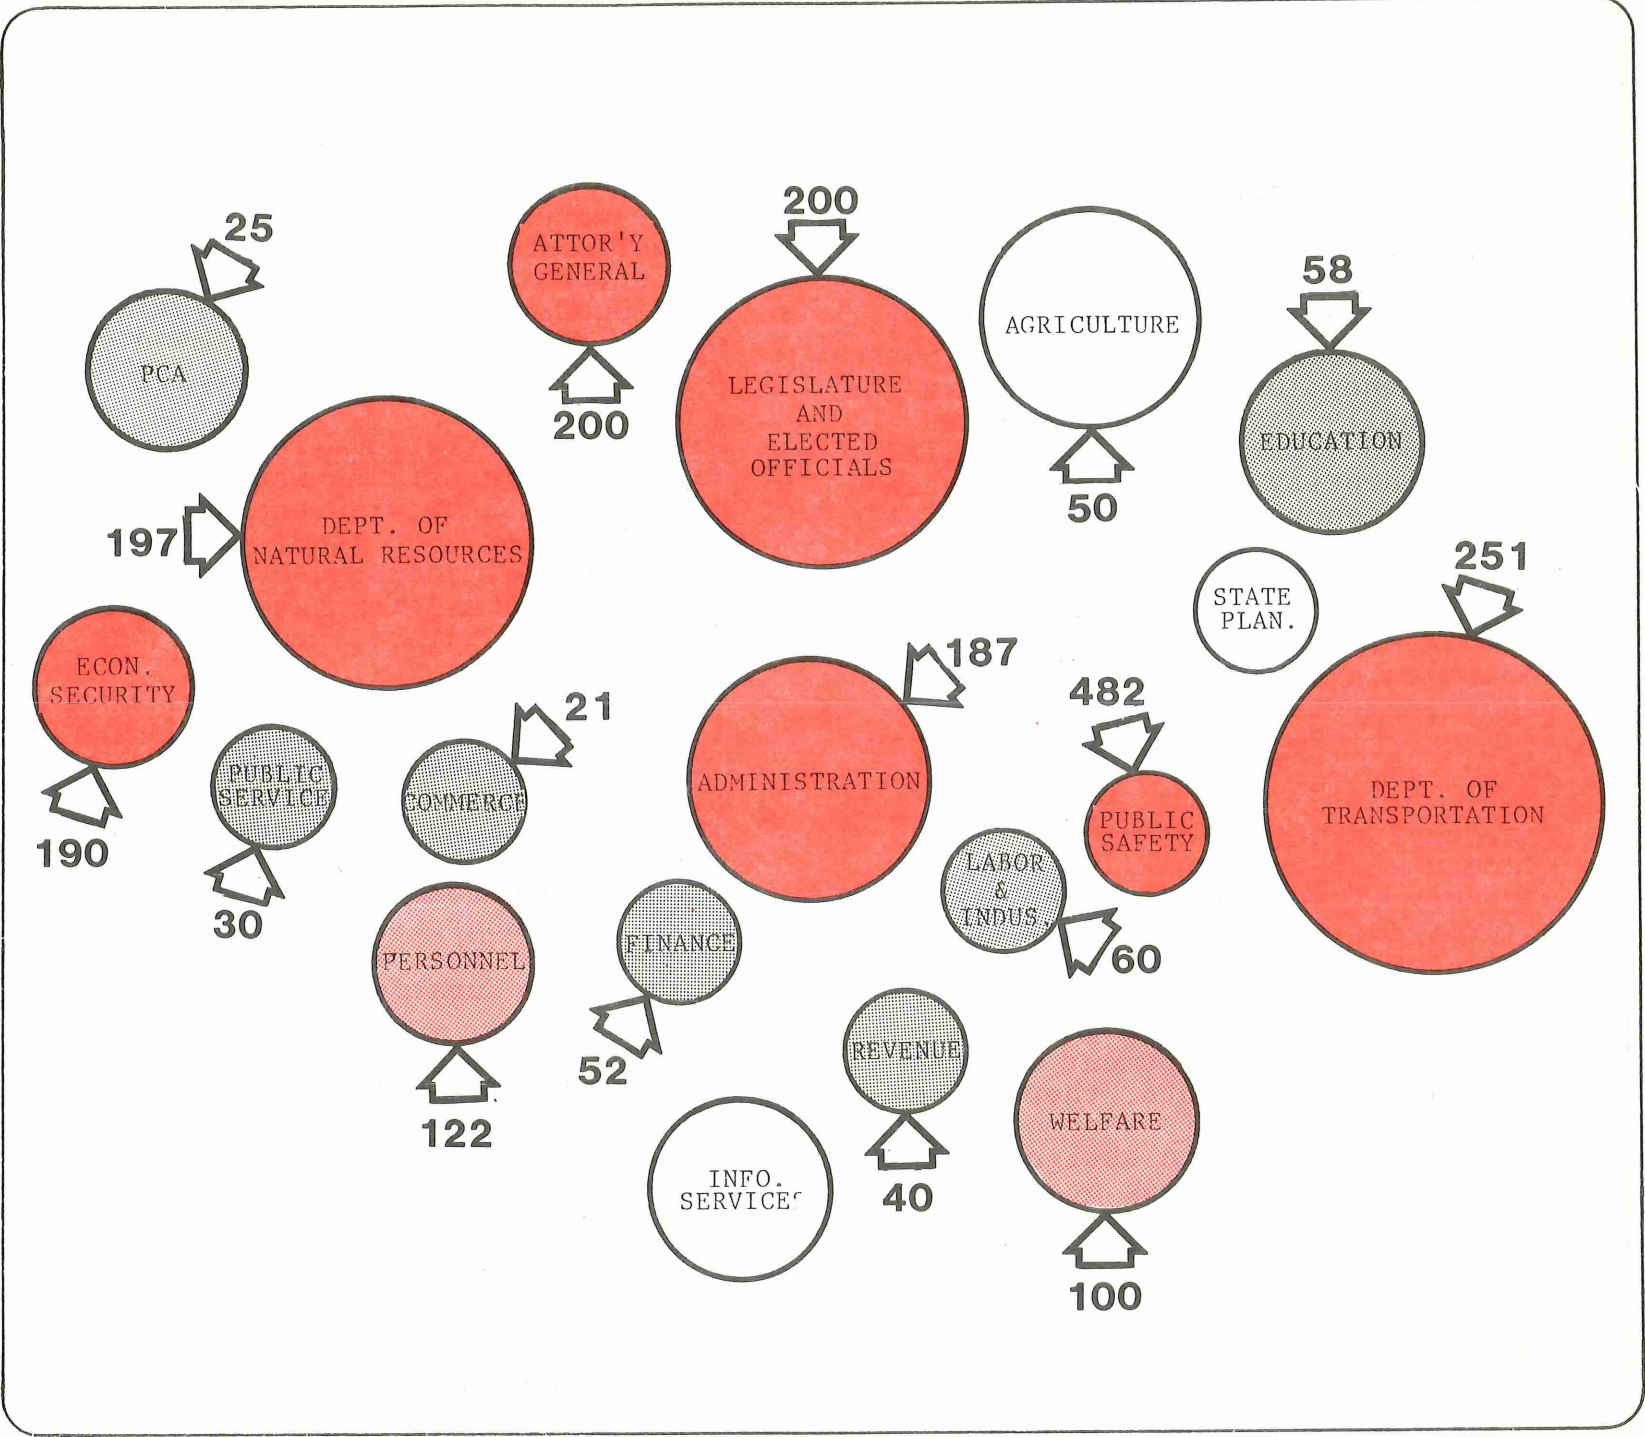 25
PCA
ATTOR'Y
GENERAL
200
200
LEGISLATURE
AND
ELECTED
OFFICIALS
AGRICULTURE
50
58
EDUCATION
197
DEPT. OF
NATURAL RESOURCES
STATE
PLAN.
251
DEPT. OF
TRANSPORTATION
ECON.
SECURITY
190
PUBLIC
SERVICE
30
21
COMMERCE
187
ADMINISTRATION
482
PUBLIC
SAFETY
LABOR
&
INDUS.
60
PERSONNEL
122
FINANCE
52
REVENUE
40
INFO.
SERVICES
WELFARE
100